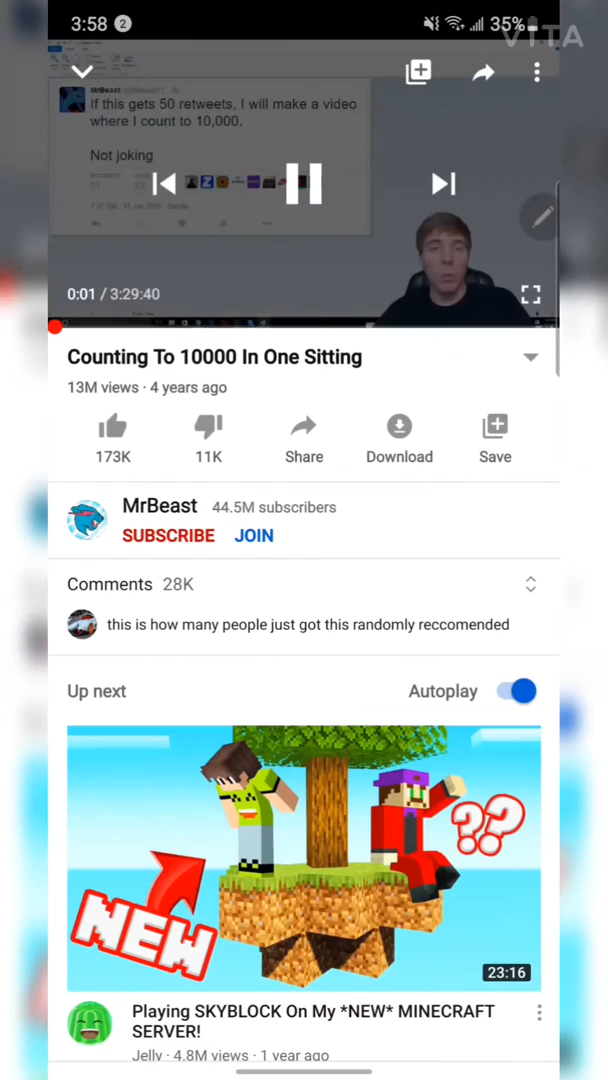 3:58 2 35%
VITA
MrBeast
If this gets 50 retweets, I will make a video
where I count to 10,000.
Not joking
0:01 / 3:29:40
Counting To 10000 In One Sitting
13M views · 4 years ago
173K 11K Share Download Save
MrBeast 44.5M subscribers
SUBSCRIBE JOIN
Comments 28K
this is how many people just got this randomly reccomended
Up next Autoplay
??
NEW
23:16
Playing SKYBLOCK On My *NEW* MINECRAFT
SERVER!
Jelly · 4.8M views · 1 year ago